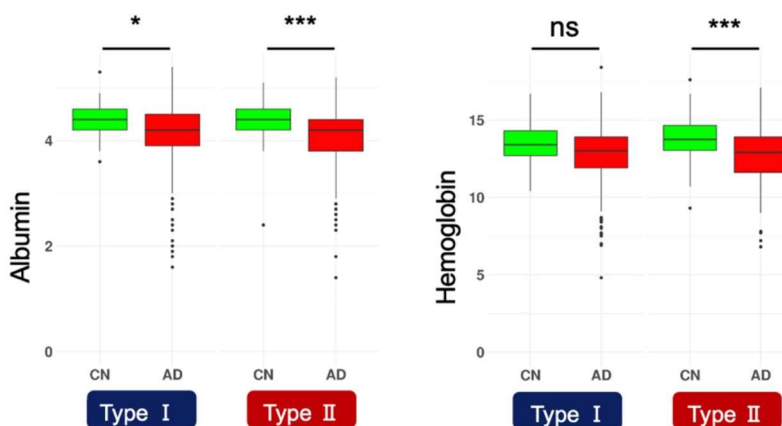 * ***
Albumin
4
2
0
CN AD CN AD
Type Ⅰ Type Ⅱ
ns ***
Hemoglobin
15
10
5
0
CN AD CN AD
Type Ⅰ Type Ⅱ